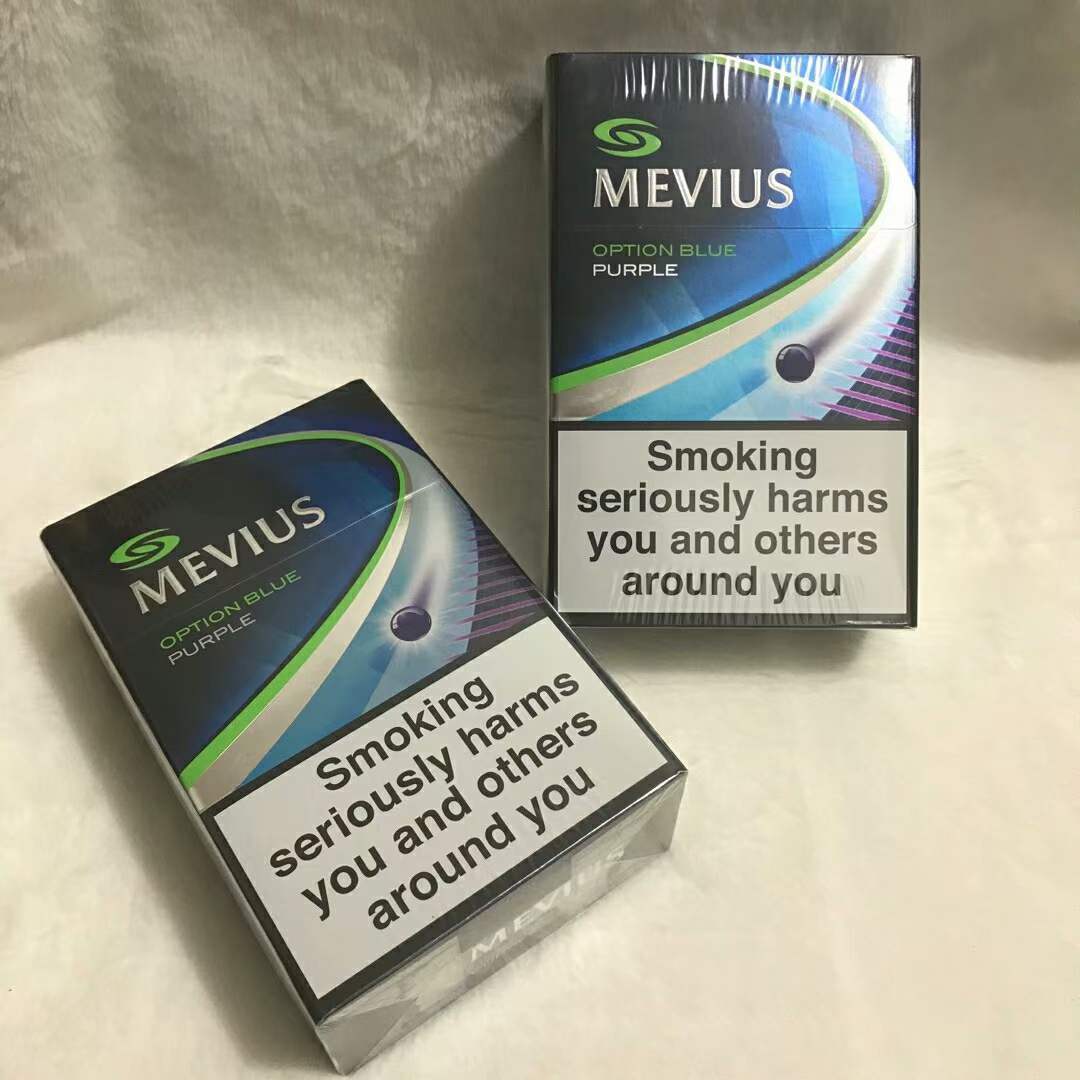 MEVIUS
OPTION BLUE
PURPLE
Smoking
seriously harms
you and others
around you
MEVIUS
OPTION BLUE
PURPLE
Smoking
seriously harms
you and others
around you
MEVIUS